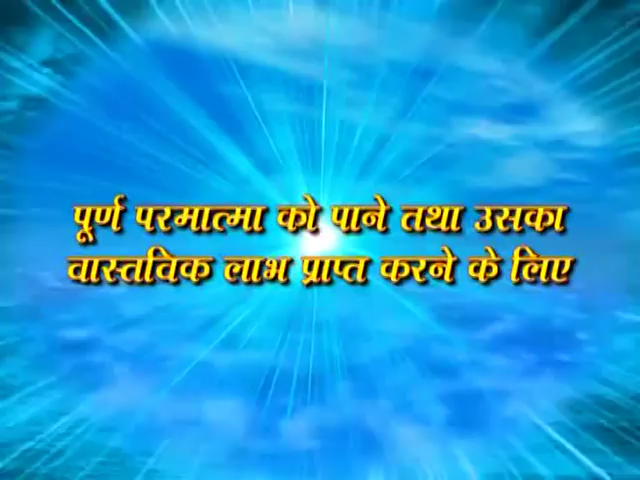 पूर्ण परमात्मा को पाने तथा उसका
वास्तविक लाभ प्राप्त करने के लिए